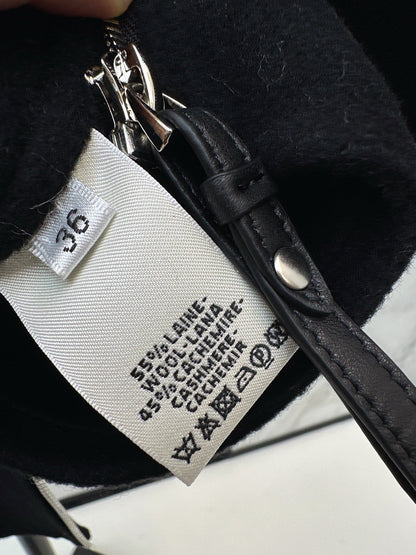 36
55% LAINE-
WOOL-LANA
45% CACHEMIRE-
CASHMERE-
CACHEMIR